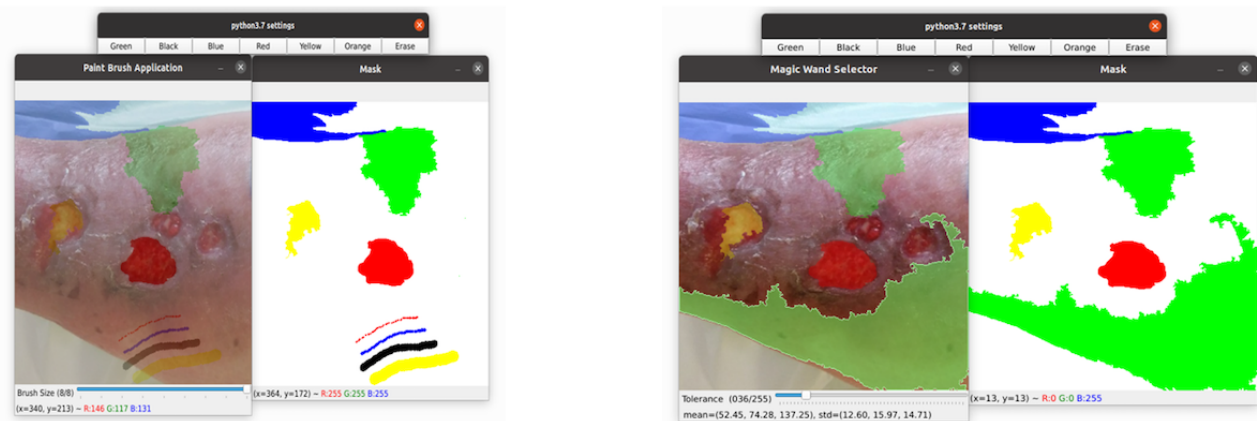 python3.7 settings
Green Black Blue Red Yellow Orange Erase
Paint Brush Application
Mask
Brush Size (8/8)
(x=340, y=213) ~ R:146 G:117 B:131
(x=364, y=172) ~ R:255 G:255 B:255
python3.7 settings
Green Black Blue Red Yellow Orange Erase
Magic Wand Selector
Mask
Tolerance (036/255)
mean=(52.45, 74.28, 137.25), std=(12.60, 15.97, 14.71)
(x=13, y=13) ~ R:0 G:0 B:255